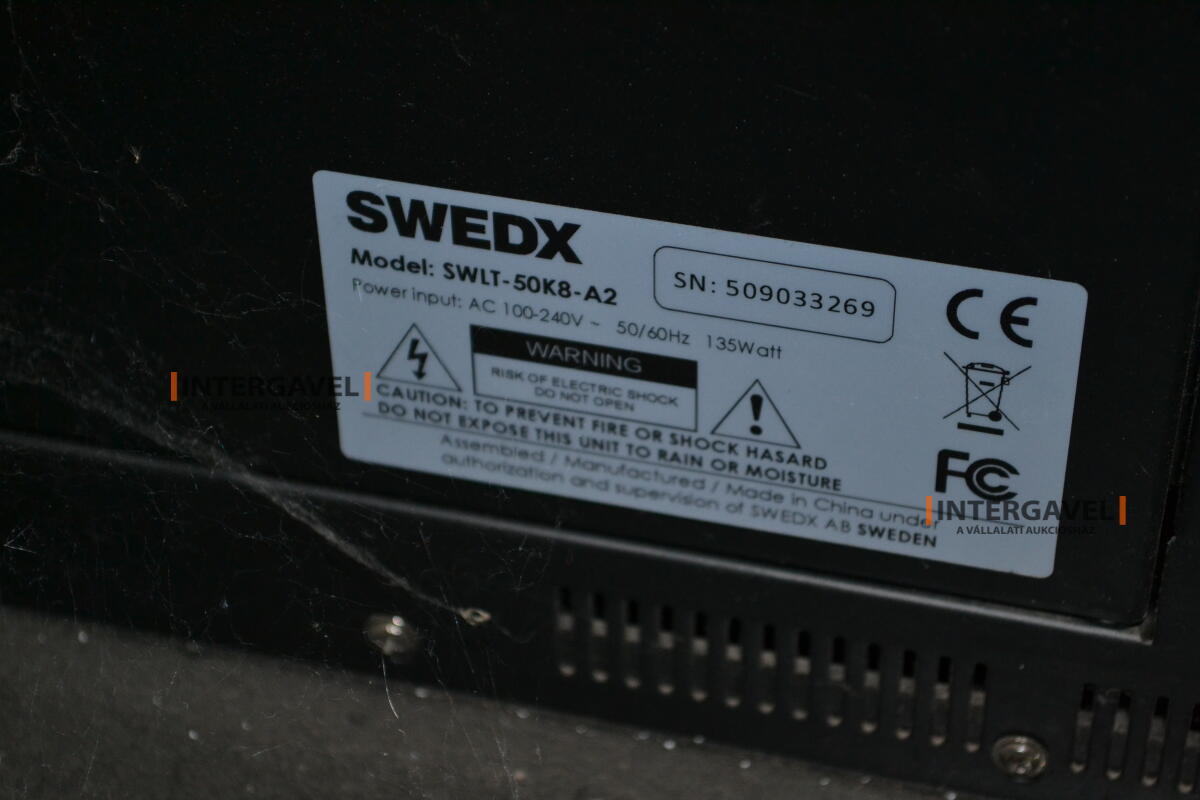 SWEDX
Model: SWLT-50K8-A2
SN: 509033269
Power input: AC 100-240V ~ 50/60Hz 135Watt
WARNING
RISK OF ELECTRIC SHOCK
DO NOT OPEN
CAUTION: TO PREVENT FIRE OR SHOCK HASARD
DO NOT EXPOSE THIS UNIT TO RAIN OR MOISTURE
Assembled / Manufactured / Made in China under
authorization and supervision of SWEDX AB SWEDEN
CE
FC
INTERGAVEL
A VÁLLALATI AUKCIÓSHÁZ
INTERGAVEL
A VÁLLALATI AUKCIÓSHÁZ